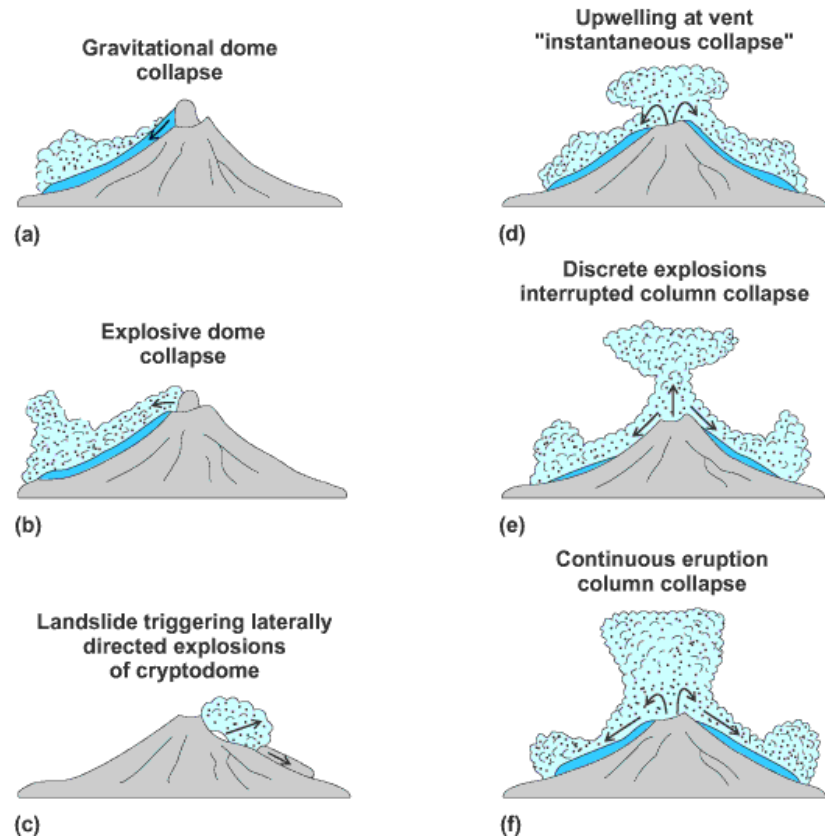 Gravitational dome
collapse
(a)
Explosive dome
collapse
(b)
Landslide triggering laterally
directed explosions
of cryptodome
(c)
Upwelling at vent
"instantaneous collapse"
(d)
Discrete explosions
interrupted column collapse
(e)
Continuous eruption
column collapse
(f)